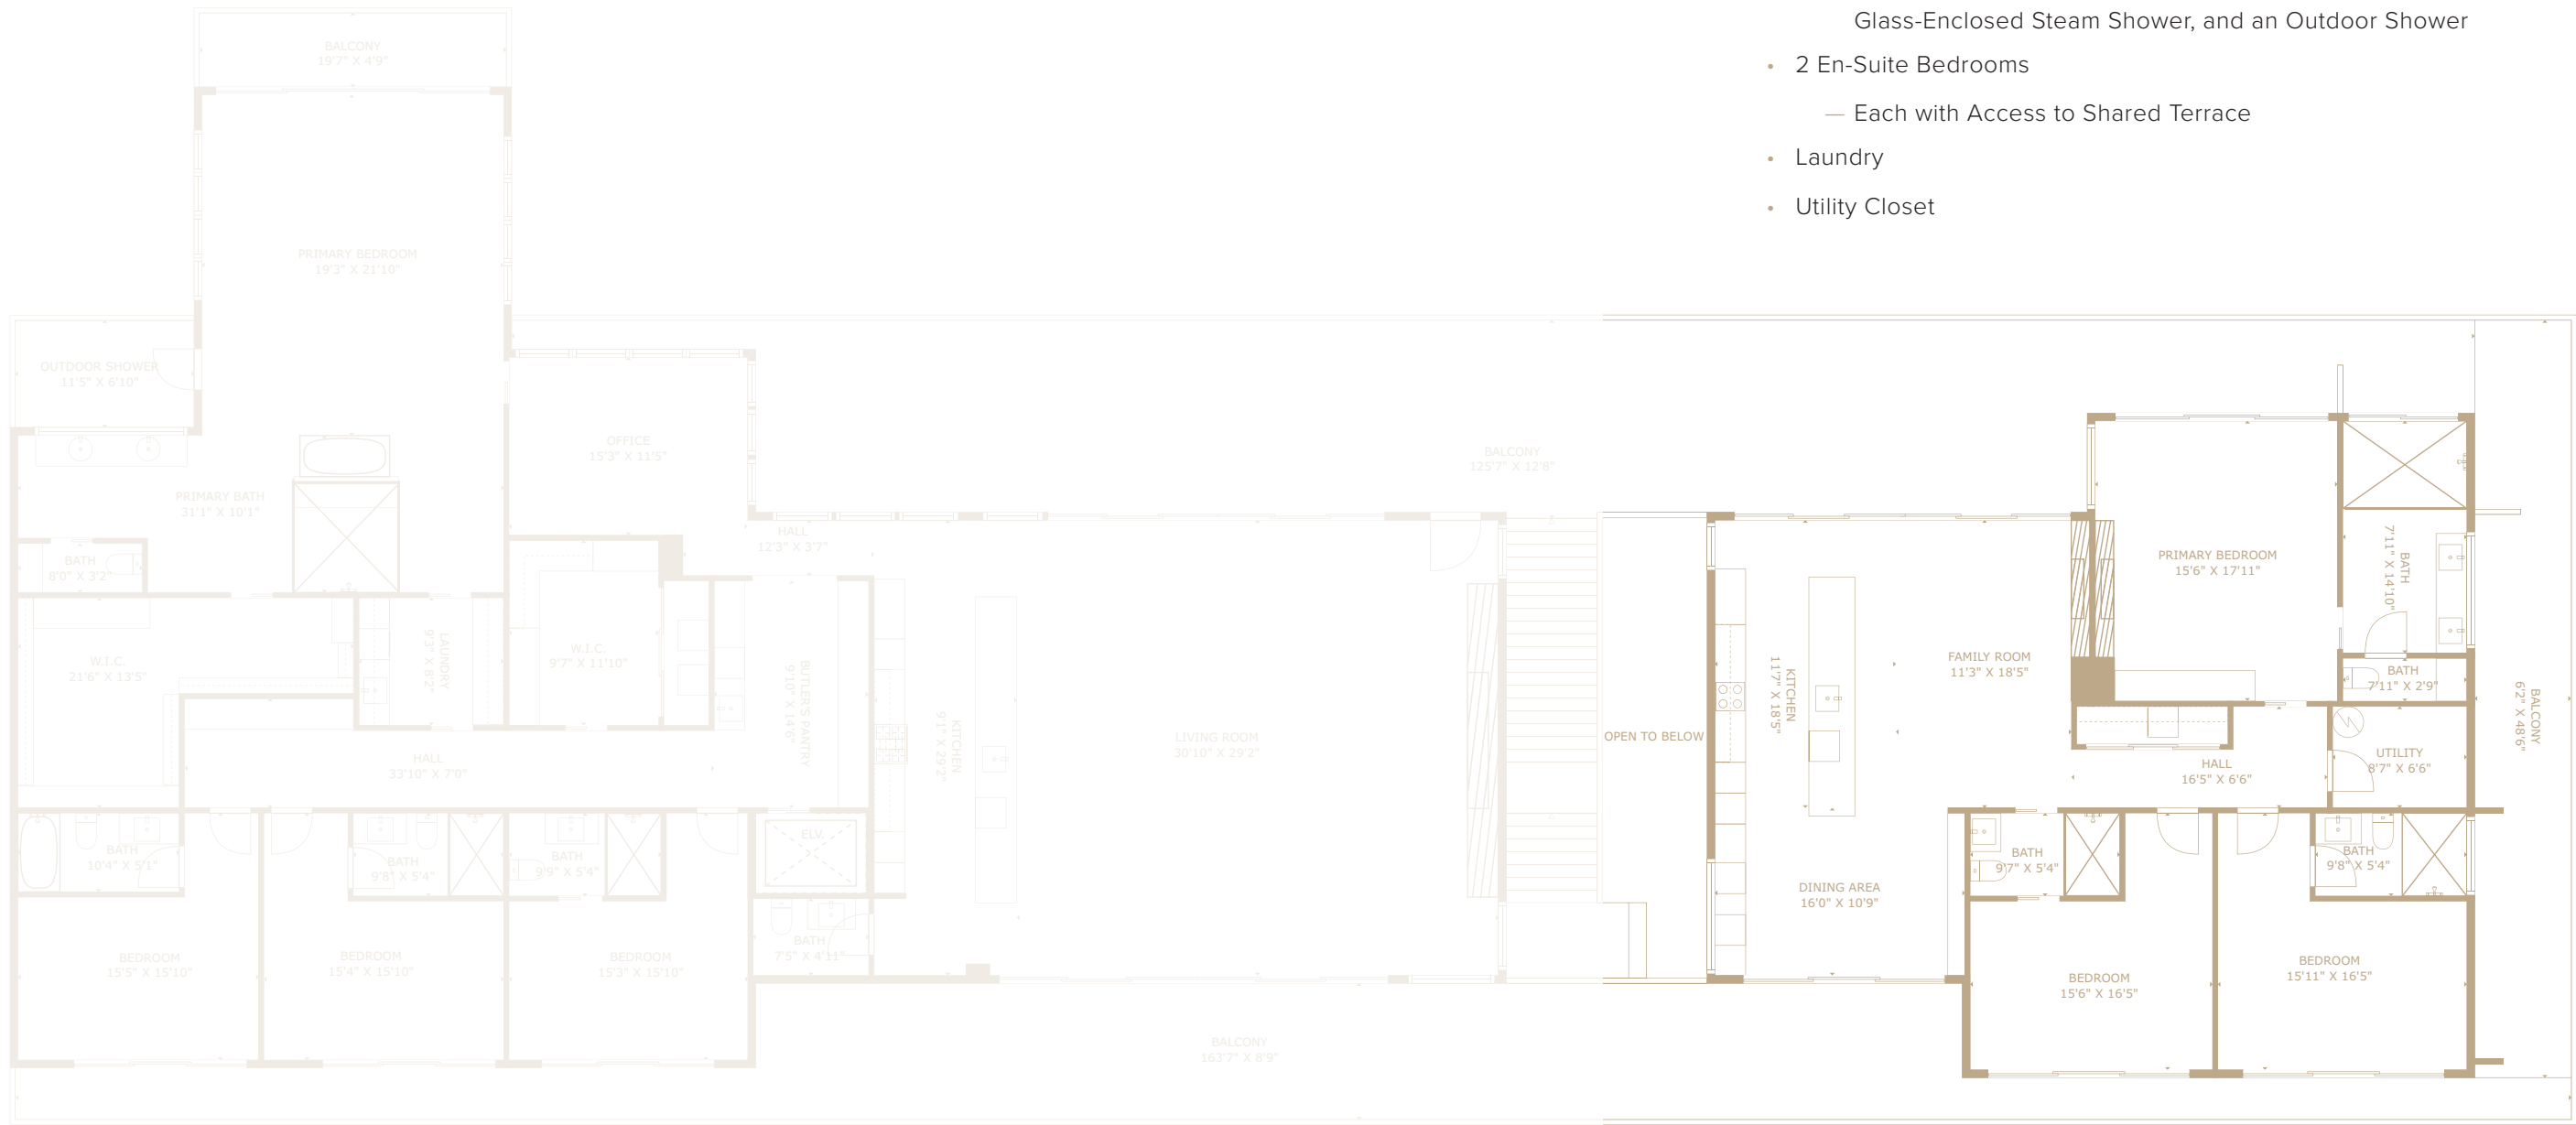 Glass-Enclosed Steam Shower, and an Outdoor Shower
• 2 En-Suite Bedrooms
— Each with Access to Shared Terrace
• Laundry
• Utility Closet
BALCONY
19'7" X 4'9"
PRIMARY BEDROOM
19'3" X 21'10"
OUTDOOR SHOWER
11'5" X 6'10"
OFFICE
15'3" X 11'5"
BALCONY
125'7" X 12'8"
PRIMARY BATH
31'1" X 10'1"
HALL
12'3" X 3'7"
BATH
8'0" X 3'2"
W.I.C.
21'6" X 13'5"
LAUNDRY
9'3" X 8'2"
W.I.C.
9'7" X 11'10"
BUTLER'S PANTRY
9'10" X 14'6"
KITCHEN
9'1" X 29'2"
LIVING ROOM
30'10" X 29'2"
HALL
33'10" X 7'0"
ELV.
BATH
10'4" X 5'1"
BATH
9'8" X 5'4"
BATH
9'9" X 5'4"
BATH
7'5" X 4'11"
BEDROOM
15'5" X 15'10"
BEDROOM
15'4" X 15'10"
BEDROOM
15'3" X 15'10"
BALCONY
163'7" X 8'9"
OPEN TO BELOW
KITCHEN
11'7" X 18'5"
FAMILY ROOM
11'3" X 18'5"
PRIMARY BEDROOM
15'6" X 17'11"
BATH
7'11" X 14'10"
BATH
7'11" X 2'9"
BALCONY
6'2" X 48'6"
UTILITY
8'7" X 6'6"
HALL
16'5" X 6'6"
DINING AREA
16'0" X 10'9"
BATH
9'7" X 5'4"
BATH
9'8" X 5'4"
BEDROOM
15'6" X 16'5"
BEDROOM
15'11" X 16'5"